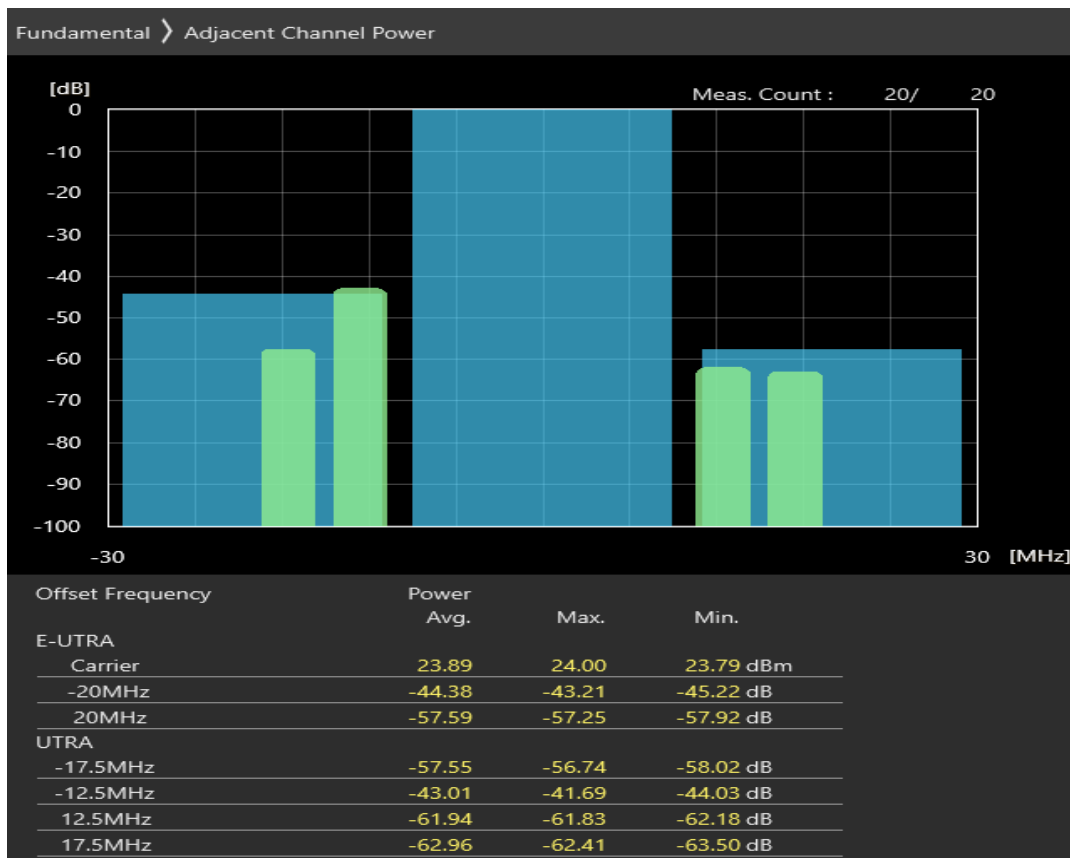 Fundamental 〉 Adjacent Channel Power
[dB]
Meas. Count : 20/ 20
0
-10
-20
-30
-40
-50
-60
-70
-80
-90
-100
-30 30 [MHz]
Offset Frequency Power
Avg. Max. Min.
E-UTRA
Carrier 23.89 24.00 23.79 dBm
-20MHz -44.38 -43.21 -45.22 dB
20MHz -57.59 -57.25 -57.92 dB
UTRA
-17.5MHz -57.55 -56.74 -58.02 dB
-12.5MHz -43.01 -41.69 -44.03 dB
12.5MHz -61.94 -61.83 -62.18 dB
17.5MHz -62.96 -62.41 -63.50 dB